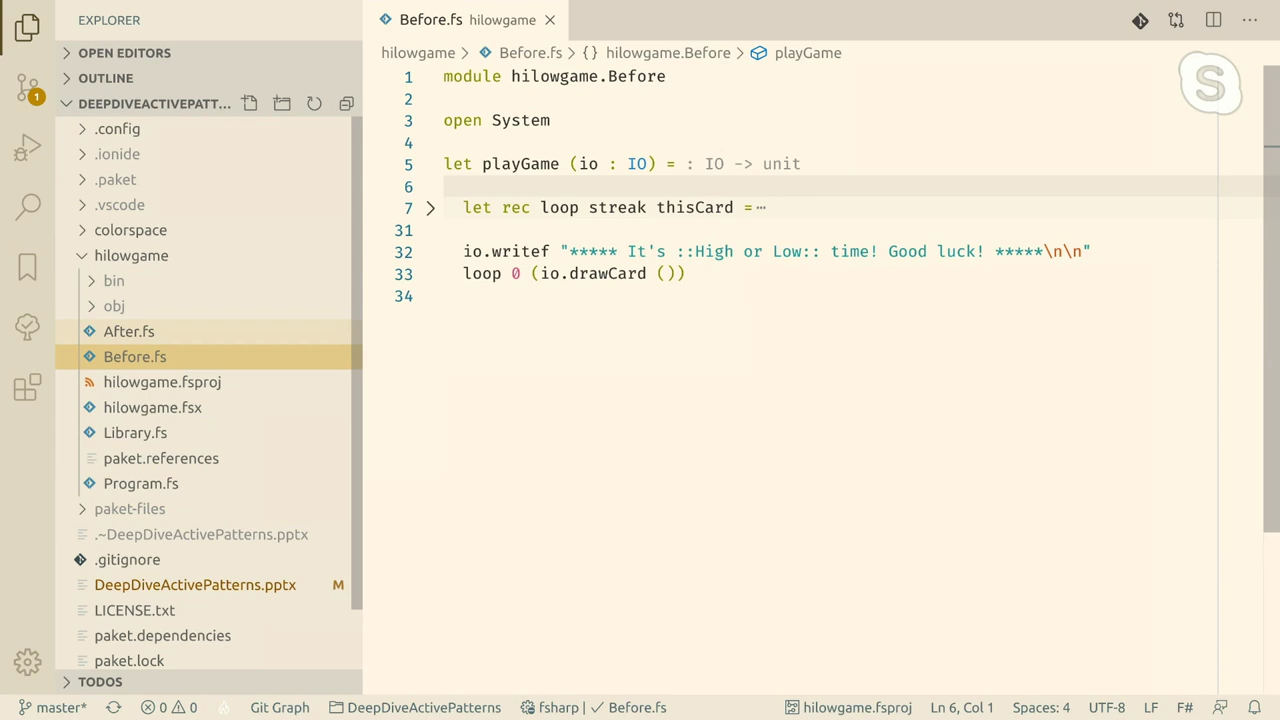 EXPLORER
OPEN EDITORS
OUTLINE
DEEPDIVEACTIVEPATT...
.config
.ionide
.paket
.vscode
colorspace
hilowgame
bin
obj
After.fs
Before.fs
hilowgame.fsproj
hilowgame.fsx
Library.fs
paket.references
Program.fs
paket-files
.~DeepDiveActivePatterns.pptx
.gitignore
DeepDiveActivePatterns.pptx M
LICENSE.txt
paket.dependencies
paket.lock
TODOS
1
Before.fs hilowgame
hilowgame > Before.fs > {} hilowgame.Before > playGame
1 module hilowgame.Before
2
3 open System
4
5 let playGame (io : IO) = : IO -> unit
6
7 let rec loop streak thisCard =⋯
31
32 io.writef "***** It's ::High or Low:: time! Good luck! *****\n\n"
33 loop 0 (io.drawCard ())
34
S
master* 0 0 Git Graph DeepDiveActivePatterns fsharp | ✓ Before.fs hilowgame.fsproj Ln 6, Col 1 Spaces: 4 UTF-8 LF F#